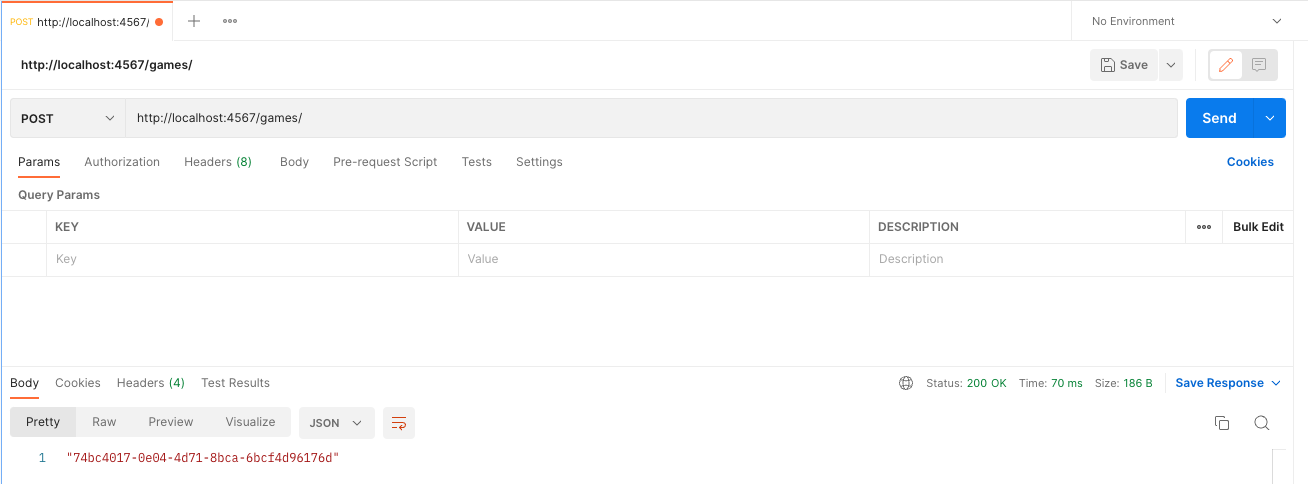 POST http://localhost:4567/
No Environment
http://localhost:4567/games/
Save
POST http://localhost:4567/games/ Send
Params Authorization Headers (8) Body Pre-request Script Tests Settings Cookies
Query Params
KEY VALUE DESCRIPTION Bulk Edit
Key Value Description
Body Cookies Headers (4) Test Results Status: 200 OK Time: 70 ms Size: 186 B Save Response
Pretty Raw Preview Visualize JSON
1 "74bc4017-0e04-4d71-8bca-6bcf4d96176d"